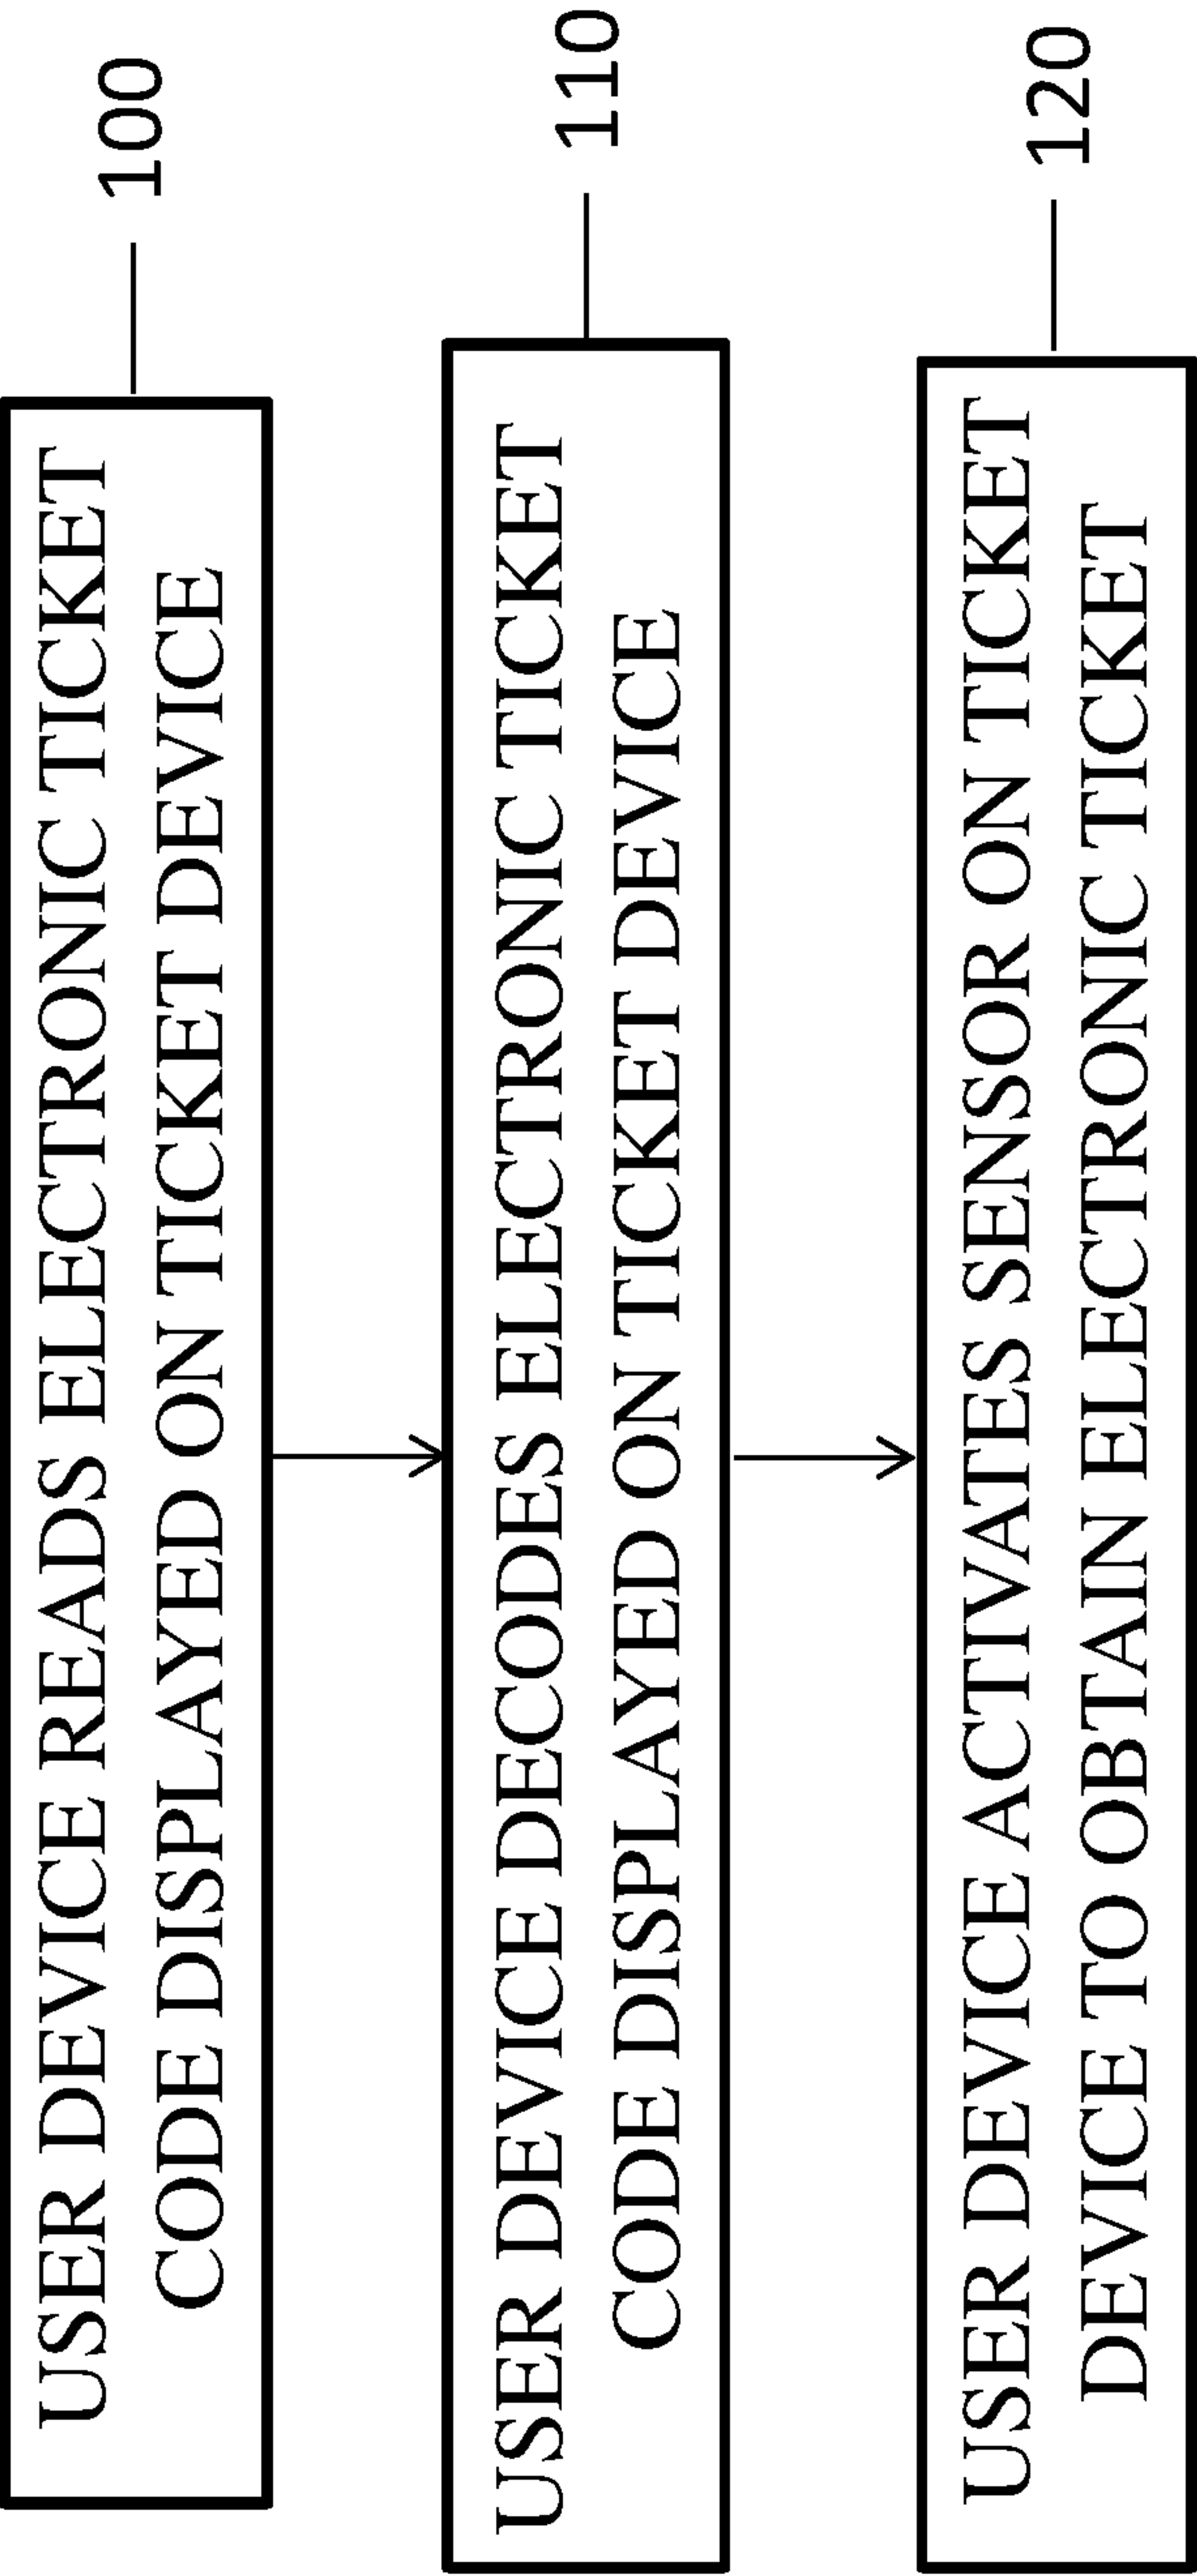 USER DEVICE READS ELECTRONIC TICKET
CODE DISPLAYED ON TICKET DEVICE
100
USER DEVICE DECODES ELECTRONIC TICKET
CODE DISPLAYED ON TICKET DEVICE
110
USER DEVICE ACTIVATES SENSOR ON TICKET
DEVICE TO OBTAIN ELECTRONIC TICKET
120